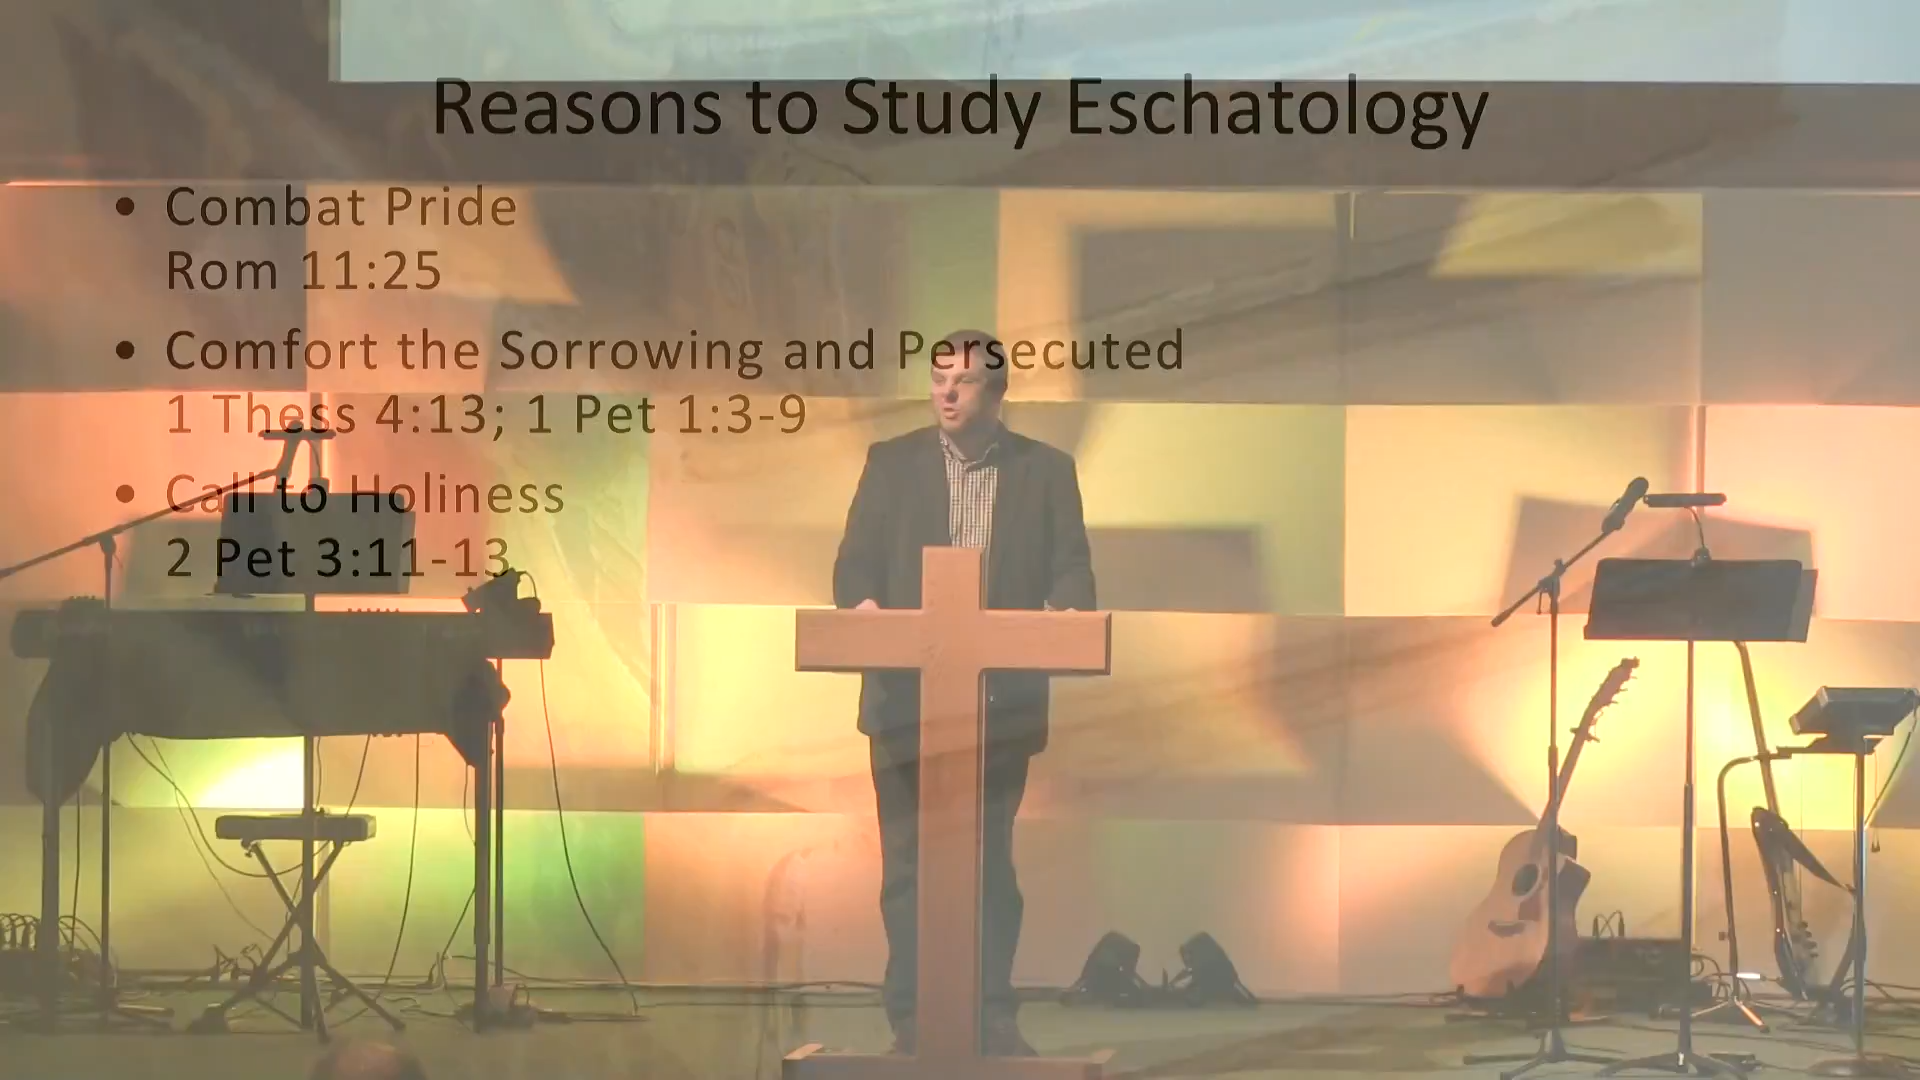 Reasons to Study Eschatology
• Combat Pride
Rom 11:25
• Comfort the Sorrowing and Persecuted
1 Thess 4:13; 1 Pet 1:3-9
• Call to Holiness
2 Pet 3:11-13